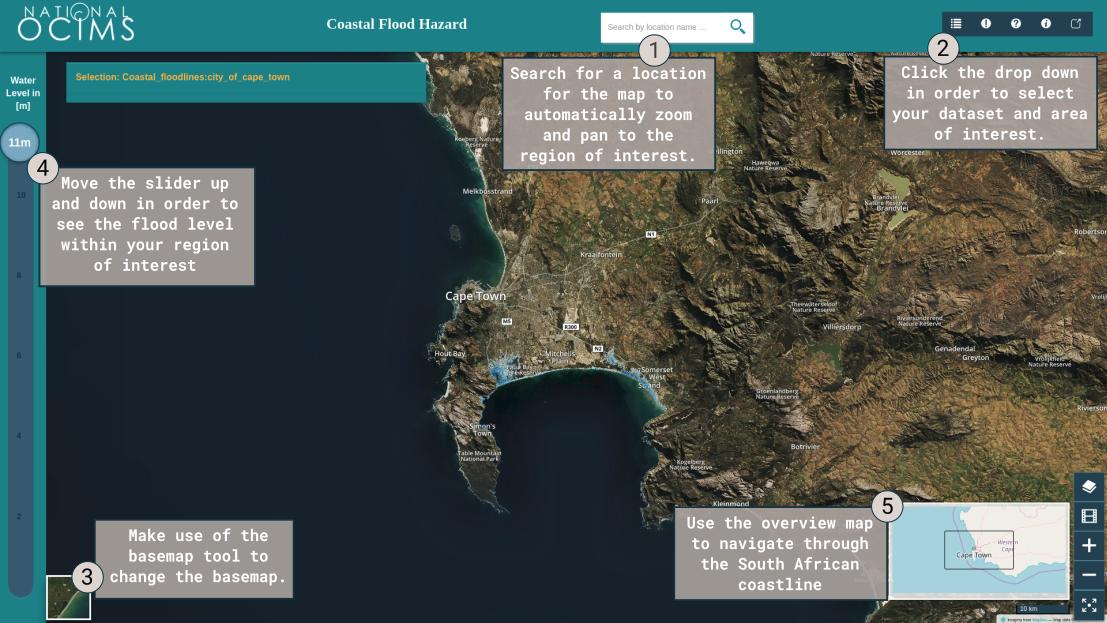 NATIONAL
OCIMS
Coastal Flood Hazard
Search by location name ...
1
2
Search for a location
for the map to
automatically zoom
and pan to the
region of interest.
Click the drop down
in order to select
your dataset and area
of interest.
Water
Level in
[m]
11m
10
8
6
4
2
Selection: Coastal_floodlines:city_of_cape_town
4
Move the slider up
and down in order to
see the flood level
within your region
of interest
Nature Reserve
Koeberg Nature
Reserve
Melkbosstrand
Wellington
Hawequa
Nature Reserve
Worcester
Paarl
Brandvlei
Nature Reserve
Brandvlei
N1
Kraaifontein
Robertson
Cape Town
N5
R300
N2
Theewaterskloof
Nature Reserve
Villiersdorp
Riviersonderend
Nature Reserve
Hout Bay
Mitchells
Plain
Genadendal
Greyton
Vrolijkheid
Nature Reserve
Somerset
West
Strand
Groenlandberg
Nature Reserve
Simon's
Town
Table Mountain
National Park
Botrivier
Kogelberg
Nature Reserve
Kleinmond
3
Make use of the
basemap tool to
change the basemap.
5
Use the overview map
to navigate through
the South African
coastline
Western
Cape
Cape Town
10 km